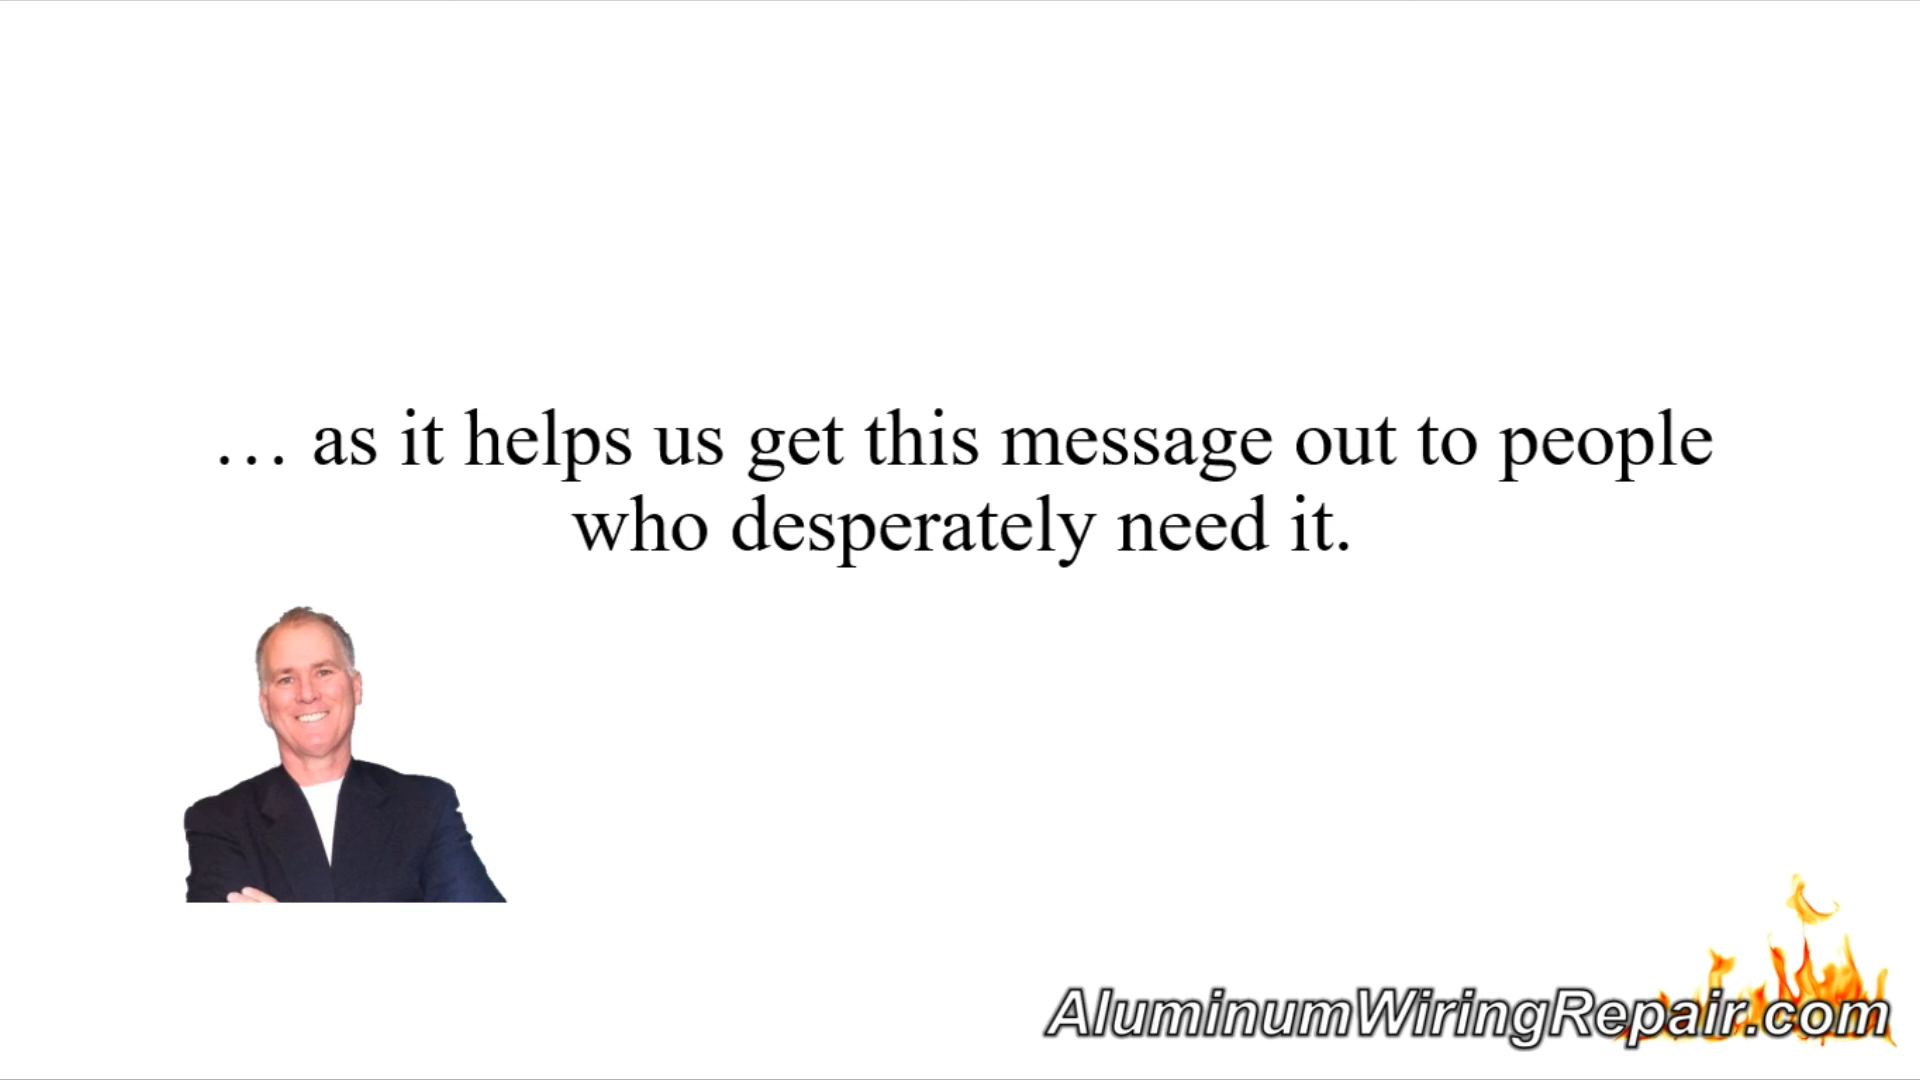 … as it helps us get this message out to people
who desperately need it.
AluminumWiringRepair.com